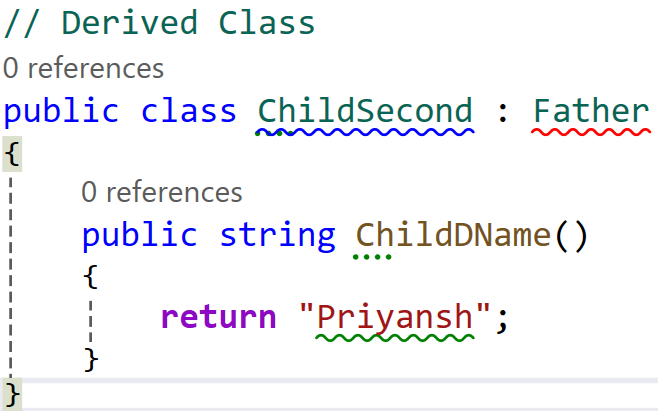 // Derived Class
0 references
public class ChildSecond : Father
{
0 references
public string ChildDName()
{
return "Priyansh";
}
}